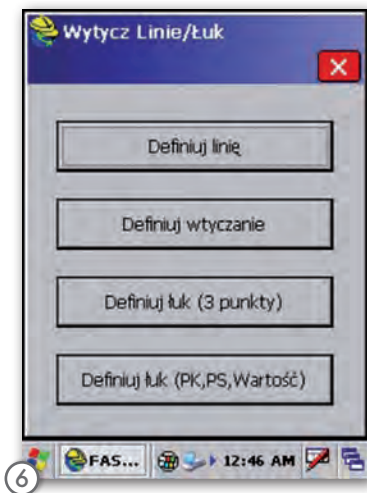 Wytycz Linie/Łuk
Definiuj linię
Definiuj wtyczanie
Definiuj łuk (3 punkty)
Definiuj łuk (PK,PS,Wartość)
FAS... 12:46 AM
6